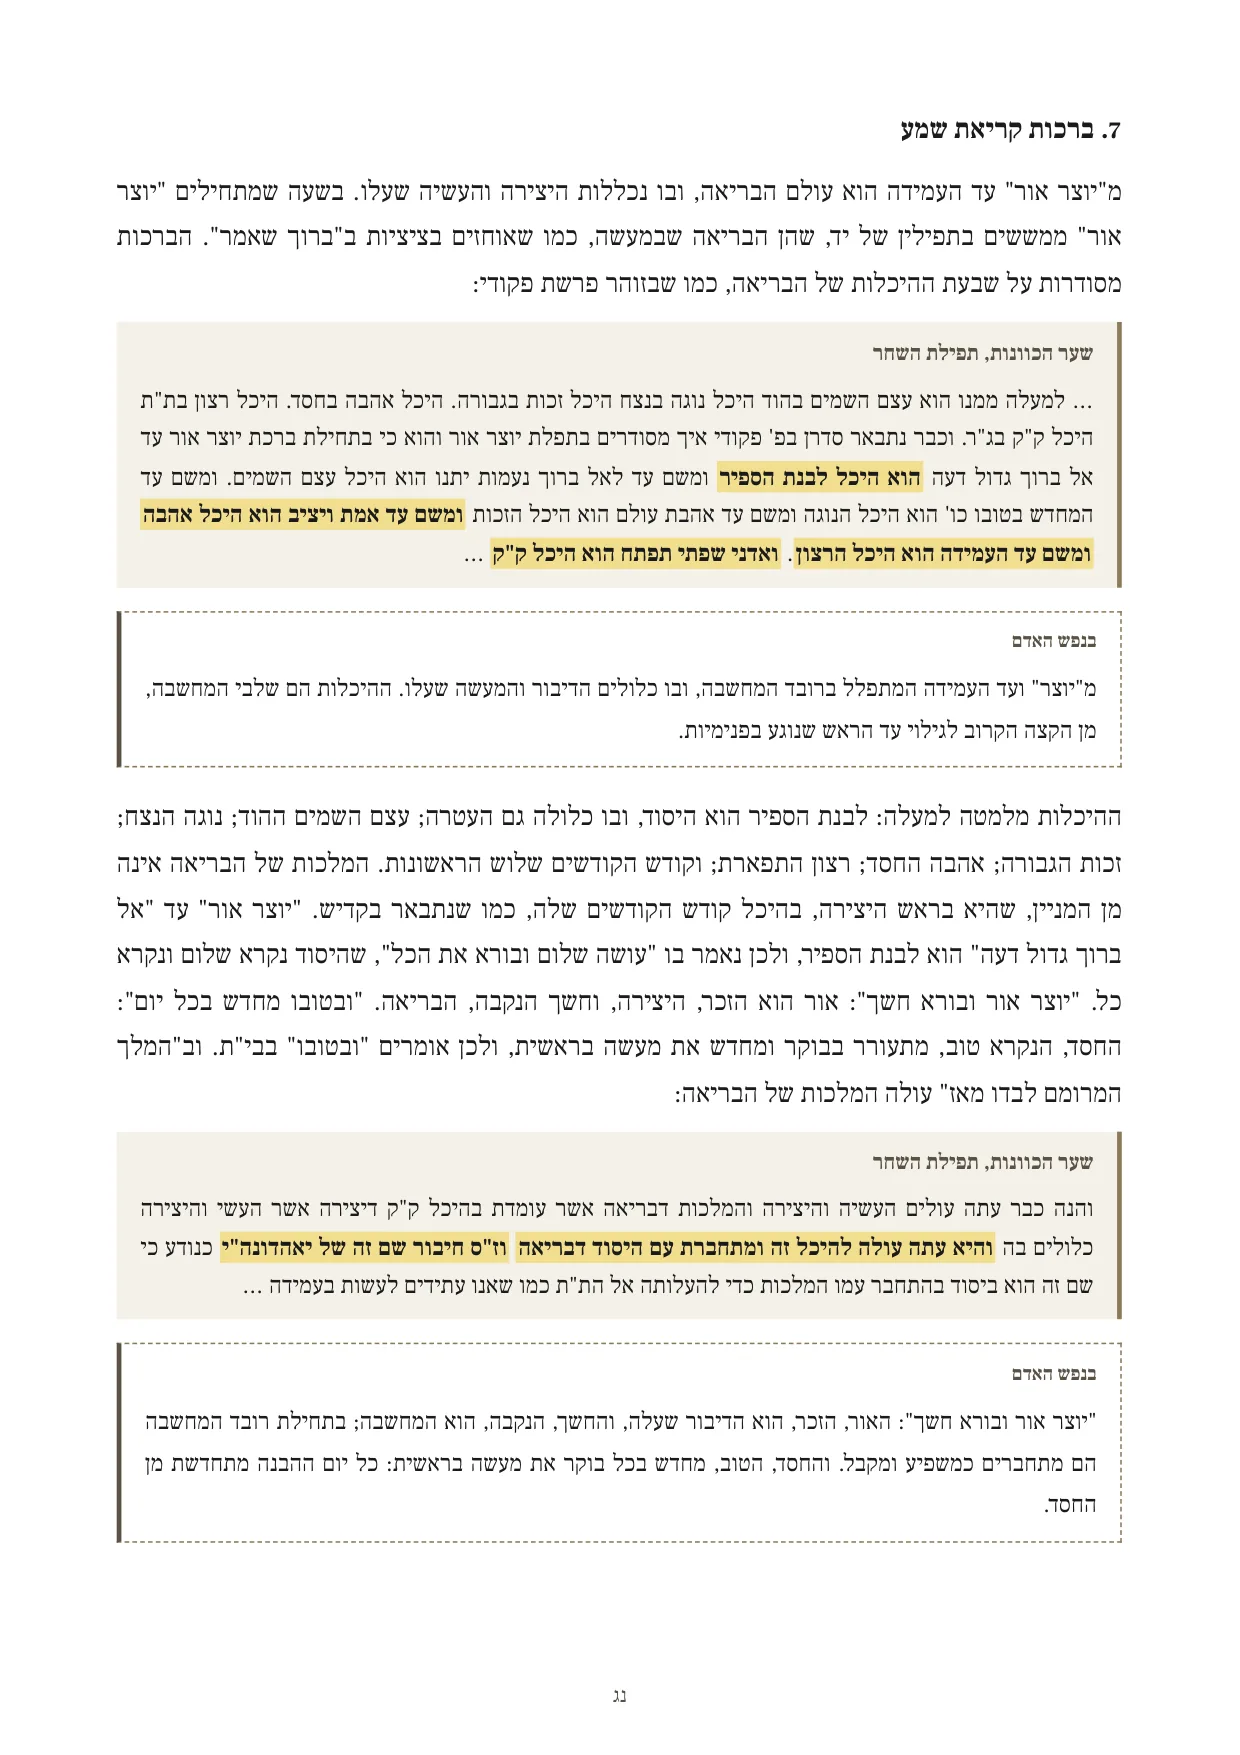 7. ברכות קריאת שמע
מ"יוצר אור" עד העמידה הוא עולם הבריאה, ובו נכללות היצירה והעשיה שעלו. בשעה שמתחילים "יוצר
אור" ממששים בתפילין של יד, שהן הבריאה שבמעשה, כמו שאוחזים בציציות ב"ברוך שאמר". הברכות
מסודרות על שבעת ההיכלות של הבריאה, כמו שבזוהר פרשת פקודי:
שער הכוונות, תפילת השחר
... למעלה ממנו הוא עצם השמים בהוד היכל נוגה בנצח היכל זכות בגבורה. היכל אהבה בחסד. היכל רצון בת"ת
היכל ק"ק בג"ר. וכבר נתבאר סדרן בפ' פקודי איך מסודרים בתפלת יוצר אור והוא כי בתחילת ברכת יוצר אור עד
אל ברוך גדול דעה הוא היכל לבנת הספיר ומשם עד לאל ברוך נעמות יתנו הוא היכל עצם השמים. ומשם עד
המחדש בטובו כו' הוא היכל הנוגה ומשם עד אהבת עולם הוא היכל הזכות ומשם עד אמת ויציב הוא היכל אהבה
ומשם עד העמידה הוא היכל הרצון. ואדני שפתי תפתח הוא היכל ק"ק ...
בנפש האדם
מ"יוצר" ועד העמידה המתפלל ברובד המחשבה, ובו כלולים הדיבור והמעשה שעלו. ההיכלות הם שלבי המחשבה,
מן הקצה הקרוב לגילוי עד הראש שנוגע בפנימיות.
ההיכלות מלמטה למעלה: לבנת הספיר הוא היסוד, ובו כלולה גם העטרה; עצם השמים ההוד; נוגה הנצח;
זכות הגבורה; אהבה החסד; רצון התפארת; וקודש הקודשים שלוש הראשונות. המלכות של הבריאה אינה
מן המניין, שהיא בראש היצירה, בהיכל קודש הקודשים שלה, כמו שנתבאר בקדיש. "יוצר אור" עד "אל
ברוך גדול דעה" הוא לבנת הספיר, ולכן נאמר בו "עושה שלום ובורא את הכל", שהיסוד נקרא שלום ונקרא
כל. "יוצר אור ובורא חשך": אור הוא הזכר, היצירה, וחשך הנקבה, הבריאה. "ובטובו מחדש בכל יום":
החסד, הנקרא טוב, מתעורר בבוקר ומחדש את מעשה בראשית, ולכן אומרים "ובטובו" בבי"ת. וב"המלך
המרומם לבדו מאז" עולה המלכות של הבריאה:
שער הכוונות, תפילת השחר
והנה כבר עתה עולים העשיה והיצירה והמלכות דבריאה אשר עומדת בהיכל ק"ק דיצירה אשר העשי והיצירה
כלולים בה והיא עתה עולה להיכל זה ומתחברת עם היסוד דבריאה וז"ס חיבור שם זה של יאהדונה"י כנודע כי
שם זה הוא ביסוד בהתחבר עמו המלכות כדי להעלותה אל הת"ת כמו שאנו עתידים לעשות בעמידה ...
בנפש האדם
"יוצר אור ובורא חשך": האור, הזכר, הוא הדיבור שעלה, והחשך, הנקבה, הוא המחשבה; בתחילת רובד המחשבה
הם מתחברים כמשפיע ומקבל. והחסד, הטוב, מחדש בכל בוקר את מעשה בראשית: כל יום ההבנה מתחדשת מן
החסד.
נג